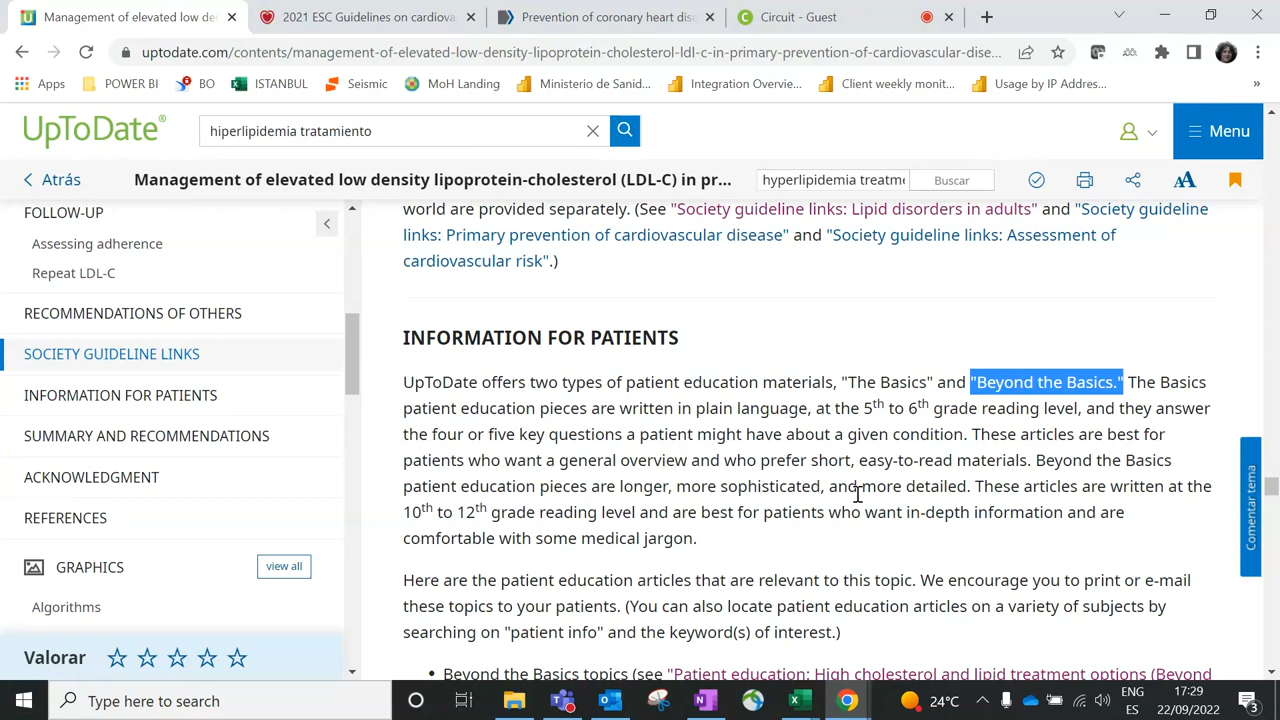 Management of elevated low de
2021 ESC Guidelines on cardiov
Prevention of coronary heart dis
Circuit - Guest
uptodate.com/contents/management-of-elevated-low-density-lipoprotein-cholesterol-ldl-c-in-primary-prevention-of-cardiovascular-dise...
Apps
POWER BI
BO
ISTANBUL
Seismic
MoH Landing
Ministerio de Sanid...
Integration Overvie...
Client weekly monit...
Usage by IP Addres...
»
UpToDate®
hiperlipidemia tratamiento
Menu
Atrás
Management of elevated low density lipoprotein-cholesterol (LDL-C) in pr...
hyperlipidemia treatm
Buscar
AA
FOLLOW-UP
Assessing adherence
Repeat LDL-C
RECOMMENDATIONS OF OTHERS
SOCIETY GUIDELINE LINKS
INFORMATION FOR PATIENTS
SUMMARY AND RECOMMENDATIONS
ACKNOWLEDGMENT
REFERENCES
GRAPHICS
view all
Algorithms
Valorar
world are provided separately. (See "Society guideline links: Lipid disorders in adults" and "Society guideline
links: Primary prevention of cardiovascular disease" and "Society guideline links: Assessment of
cardiovascular risk".)
INFORMATION FOR PATIENTS
UpToDate offers two types of patient education materials, "The Basics" and "Beyond the Basics." The Basics
patient education pieces are written in plain language, at the 5th to 6th grade reading level, and they answer
the four or five key questions a patient might have about a given condition. These articles are best for
patients who want a general overview and who prefer short, easy-to-read materials. Beyond the Basics
patient education pieces are longer, more sophisticated, and more detailed. These articles are written at the
10th to 12th grade reading level and are best for patients who want in-depth information and are
comfortable with some medical jargon.
Here are the patient education articles that are relevant to this topic. We encourage you to print or e-mail
these topics to your patients. (You can also locate patient education articles on a variety of subjects by
searching on "patient info" and the keyword(s) of interest.)
• Beyond the Basics topics (see "Patient education: High cholesterol and lipid treatment options (Beyond
Comentar tema
Type here to search
24°C
ENG
ES
17:29
22/09/2022
3